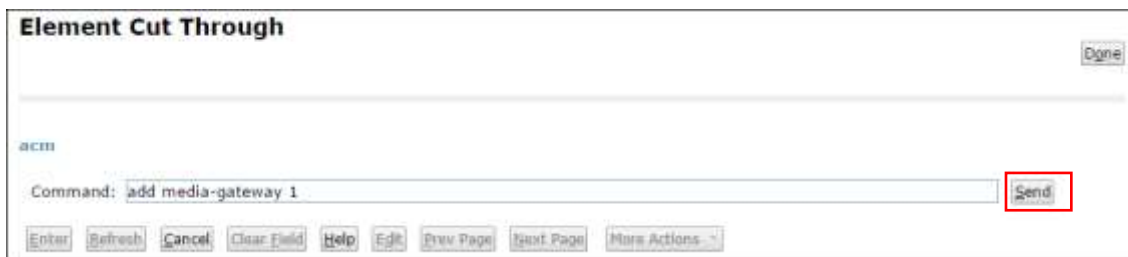 Element Cut Through
Done
acm
Command: add media-gateway 1 Send
Enter Refresh Cancel Clear Field Help Edit Prev Page Next Page More Actions